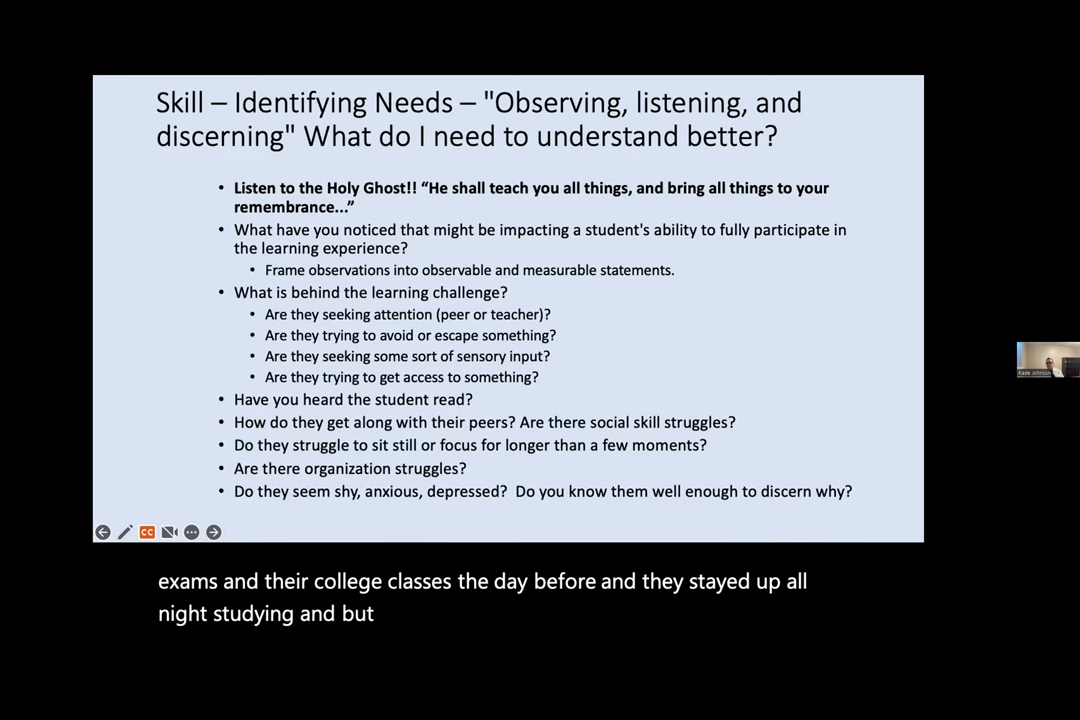 Skill – Identifying Needs – "Observing, listening, and
discerning" What do I need to understand better?
• Listen to the Holy Ghost!! “He shall teach you all things, and bring all things to your
remembrance...”
• What have you noticed that might be impacting a student's ability to fully participate in
the learning experience?
• Frame observations into observable and measurable statements.
• What is behind the learning challenge?
• Are they seeking attention (peer or teacher)?
• Are they trying to avoid or escape something?
• Are they seeking some sort of sensory input?
• Are they trying to get access to something?
• Have you heard the student read?
• How do they get along with their peers? Are there social skill struggles?
• Do they struggle to sit still or focus for longer than a few moments?
• Are there organization struggles?
• Do they seem shy, anxious, depressed?  Do you know them well enough to discern why?
CC
Kade Johnson
exams and their college classes the day before and they stayed up all
night studying and but